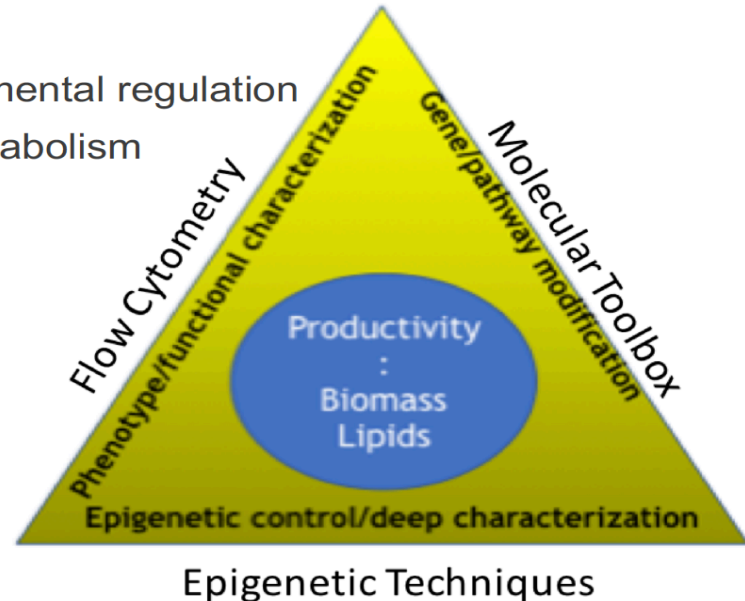 mental regulation
abolism
Flow Cytometry
Phenotype/functional characterization
Gene/pathway modification
Molecular Toolbox
Productivity
:
Biomass
Lipids
Epigenetic control/deep characterization
Epigenetic Techniques